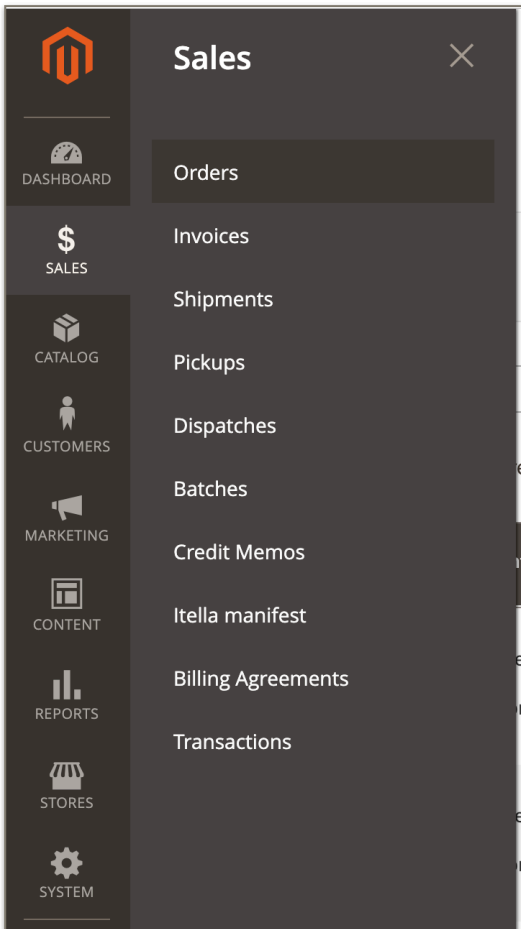 DASHBOARD
SALES
CATALOG
CUSTOMERS
MARKETING
CONTENT
REPORTS
STORES
SYSTEM
Sales
Orders
Invoices
Shipments
Pickups
Dispatches
Batches
Credit Memos
Itella manifest
Billing Agreements
Transactions